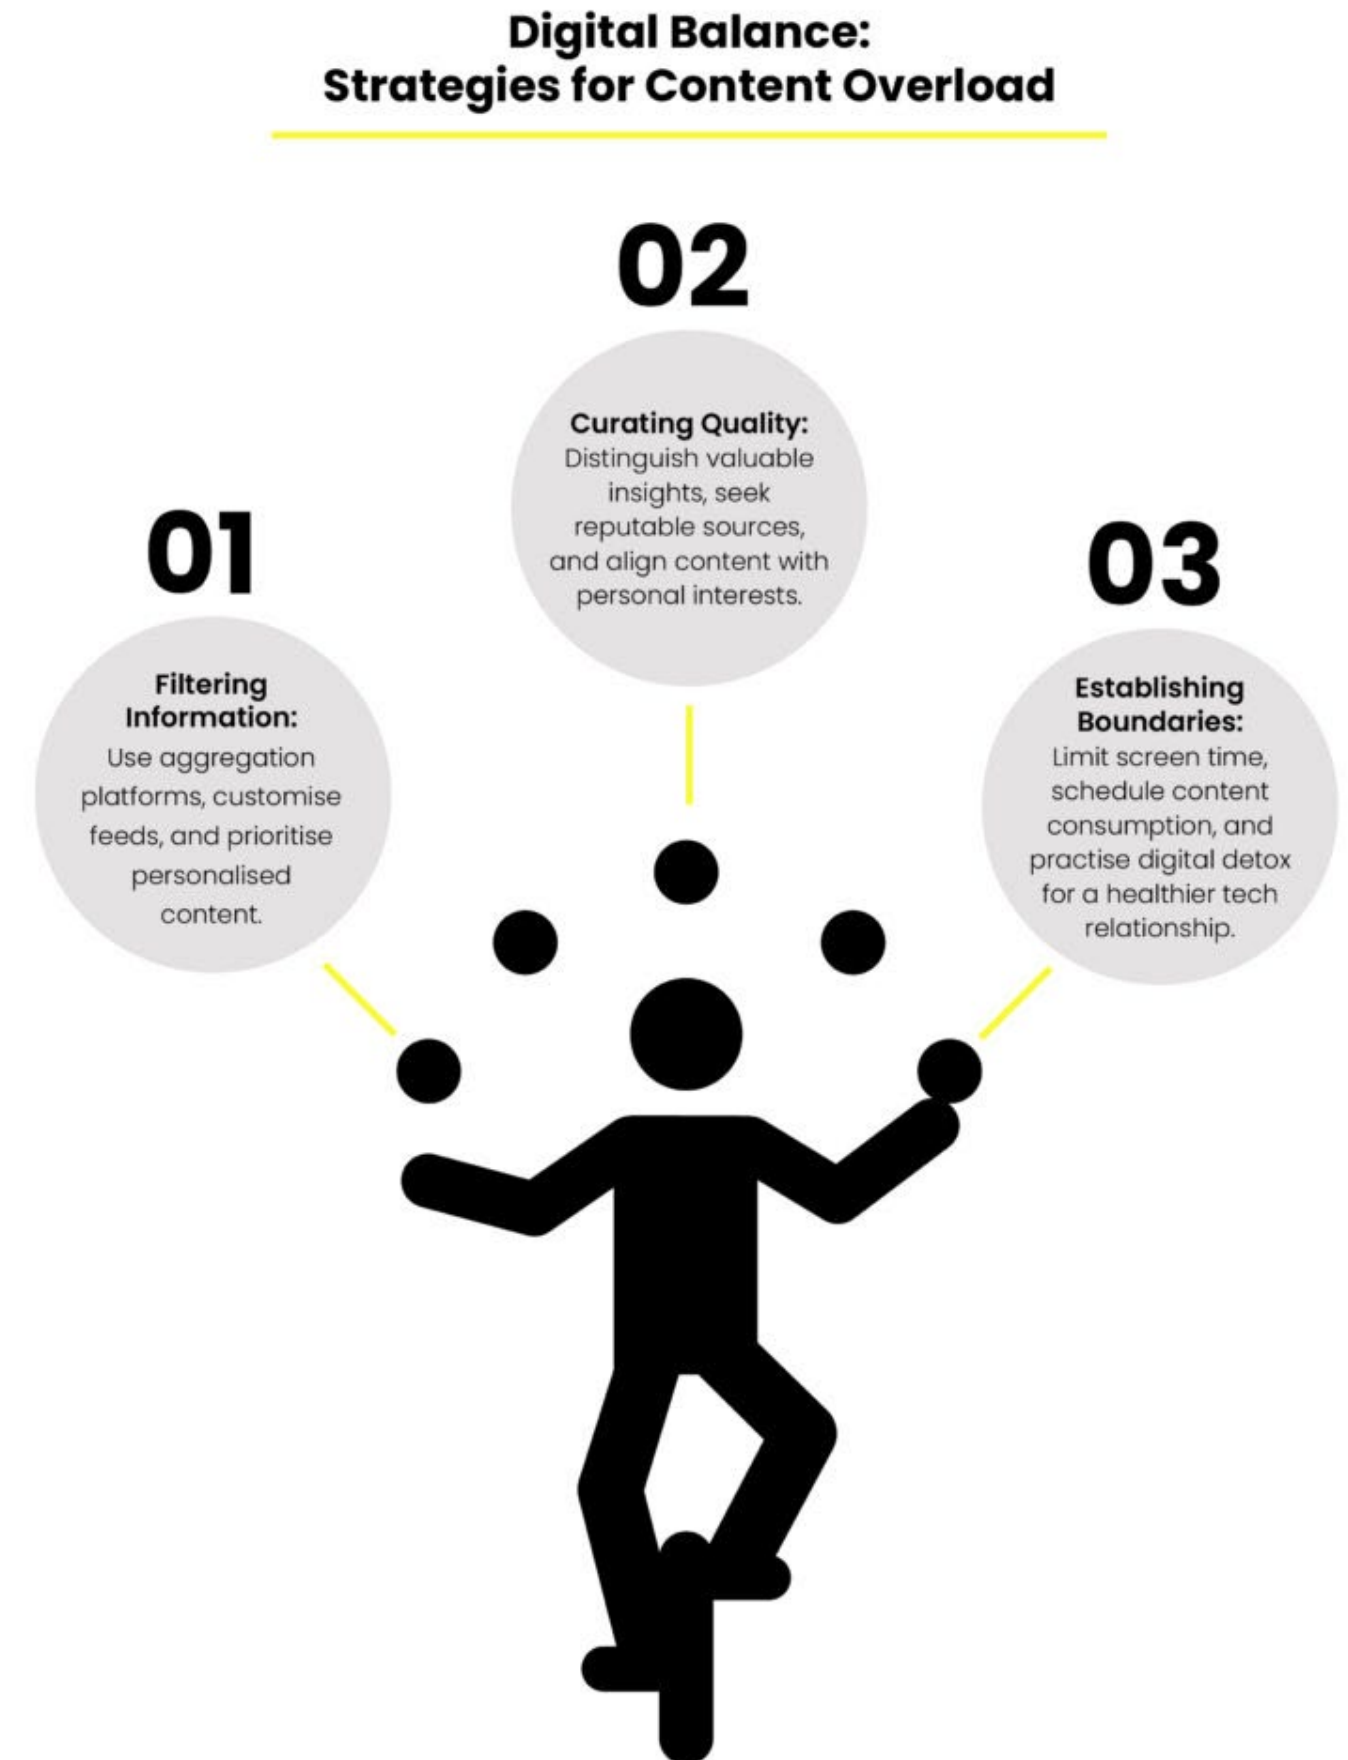 Digital Balance:
Strategies for Content Overload
01
Filtering
Information:
Use aggregation
platforms, customise
feeds, and prioritise
personalised
content.
02
Curating Quality:
Distinguish valuable
insights, seek
reputable sources,
and align content with
personal interests.
03
Establishing
Boundaries:
Limit screen time,
schedule content
consumption, and
practise digital detox
for a healthier tech
relationship.